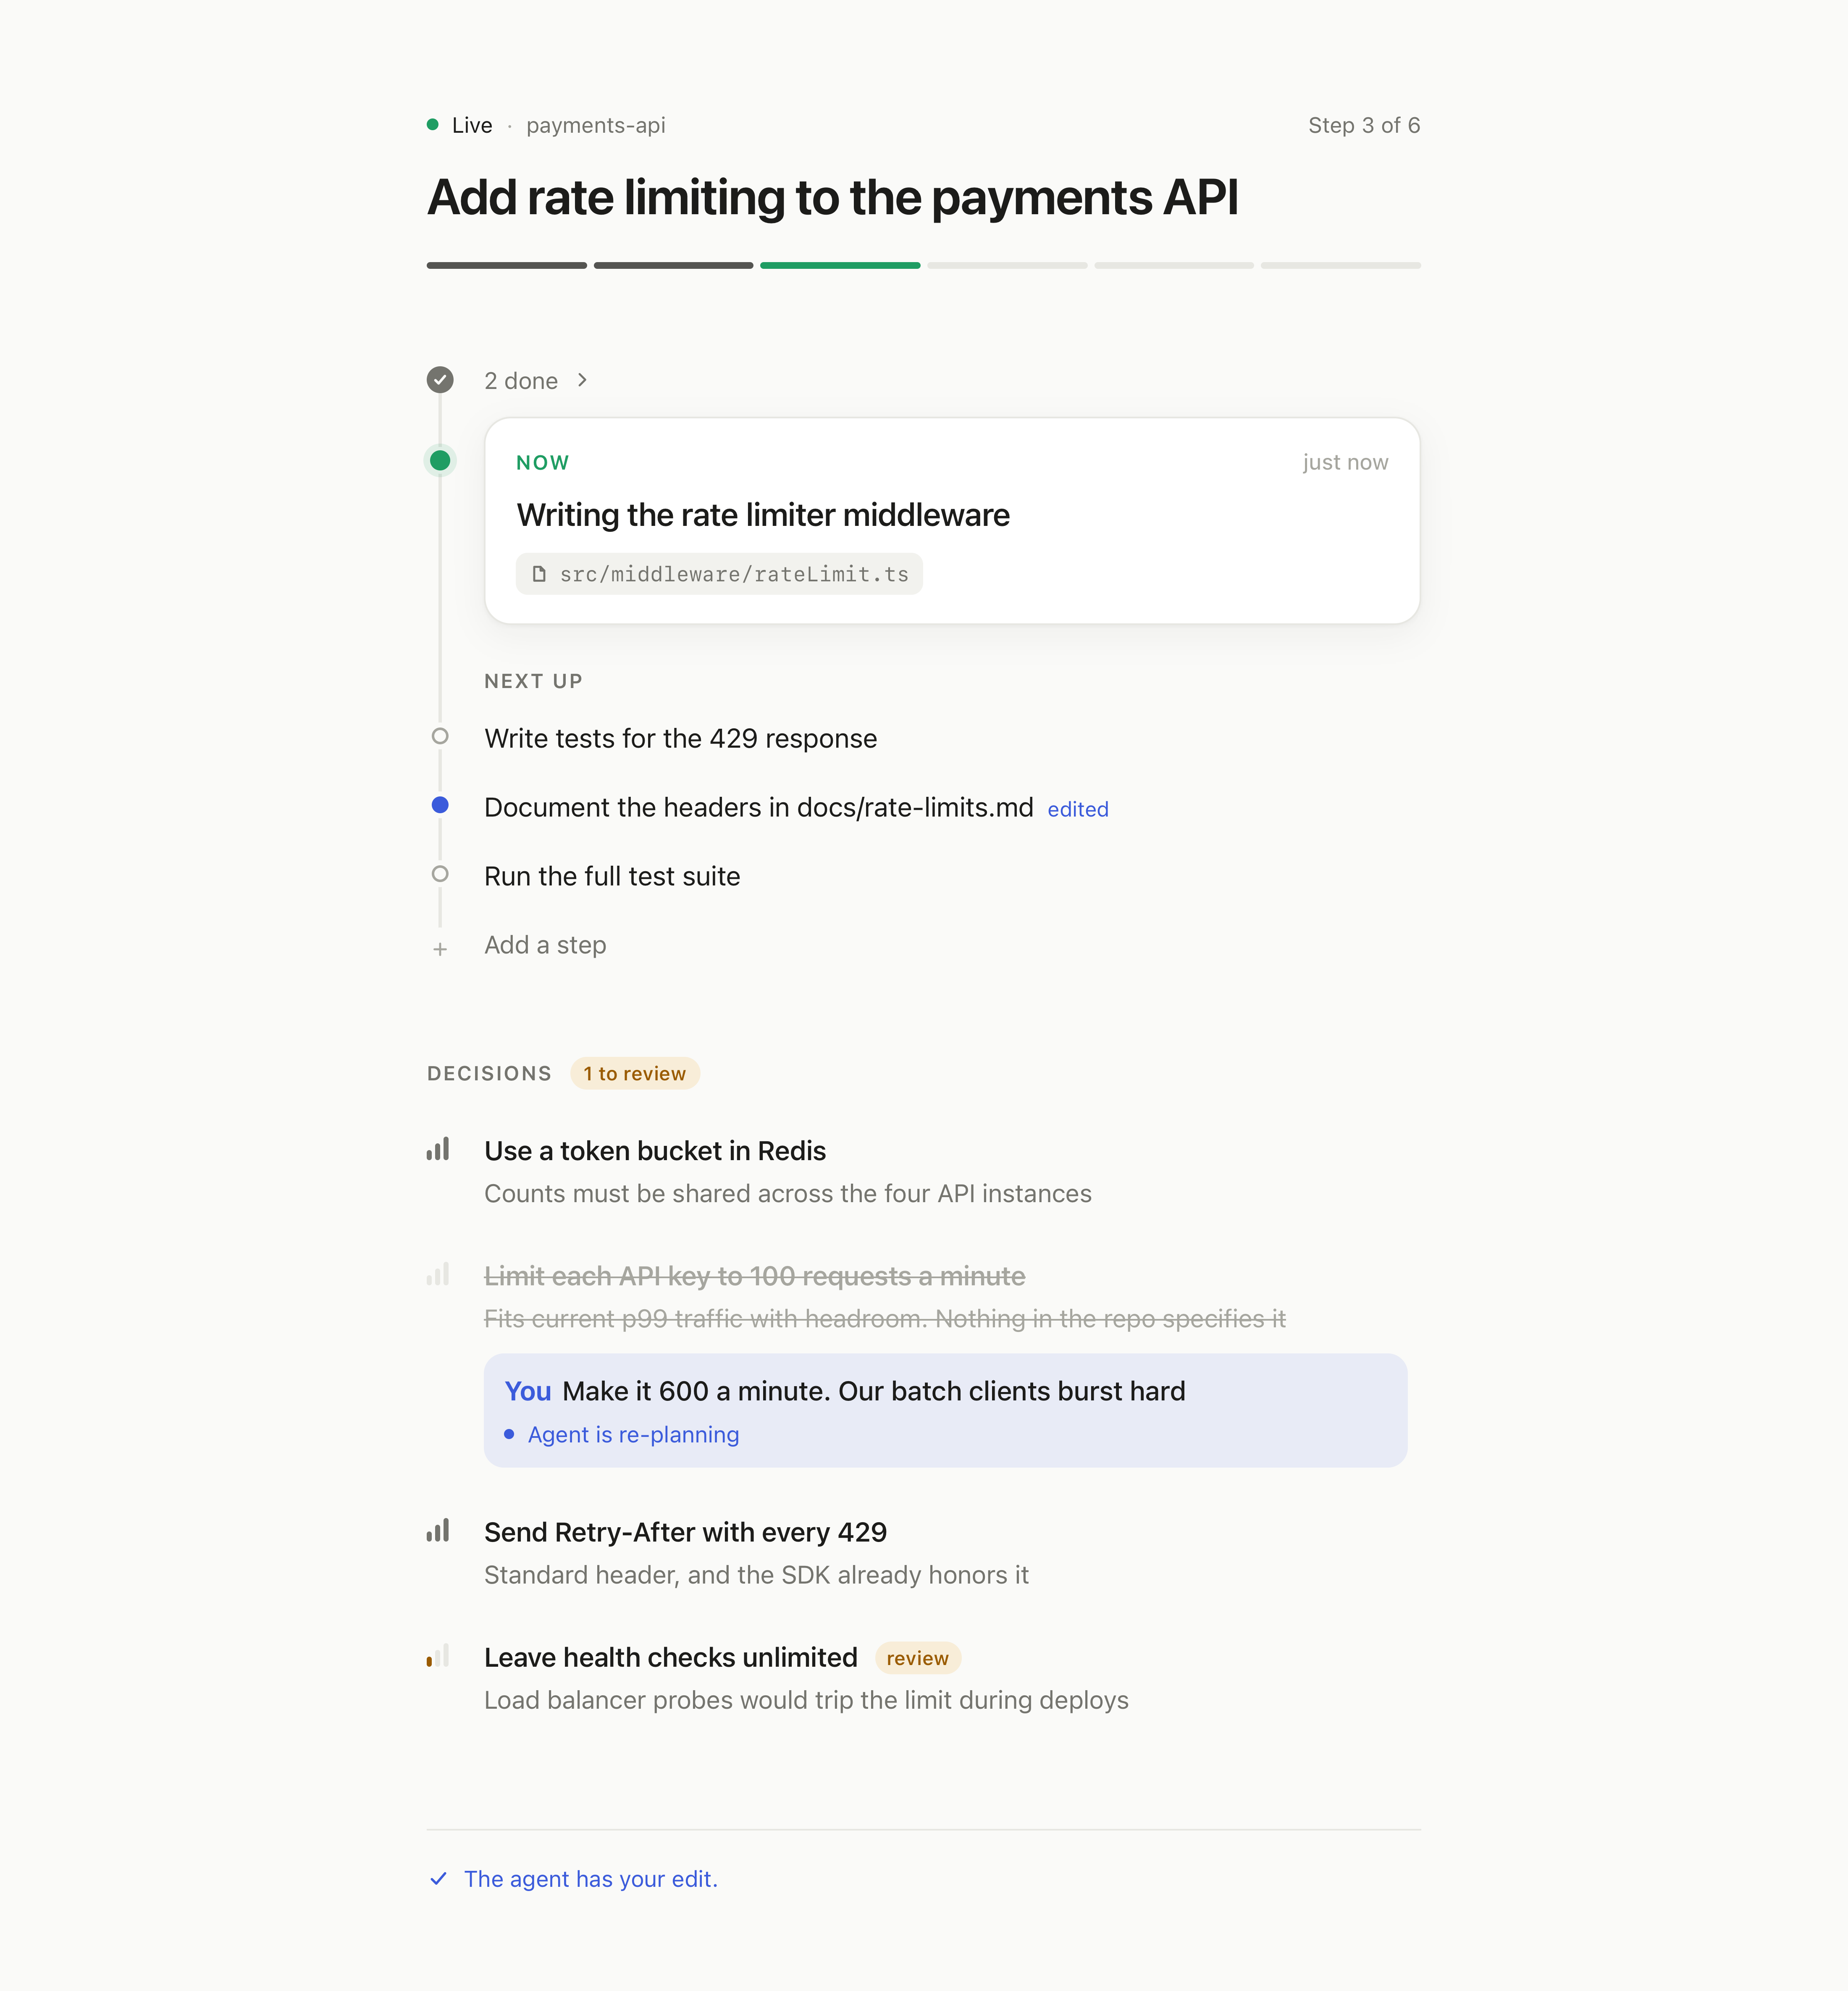 Live · payments-api Step 3 of 6
Add rate limiting to the payments API
2 done
NOW just now
Writing the rate limiter middleware
src/middleware/rateLimit.ts
NEXT UP
Write tests for the 429 response
Document the headers in docs/rate-limits.md edited
Run the full test suite
+ Add a step
DECISIONS 1 to review
Use a token bucket in Redis
Counts must be shared across the four API instances
Limit each API key to 100 requests a minute
Fits current p99 traffic with headroom. Nothing in the repo specifies it
You Make it 600 a minute. Our batch clients burst hard
Agent is re-planning
Send Retry-After with every 429
Standard header, and the SDK already honors it
Leave health checks unlimited review
Load balancer probes would trip the limit during deploys
The agent has your edit.